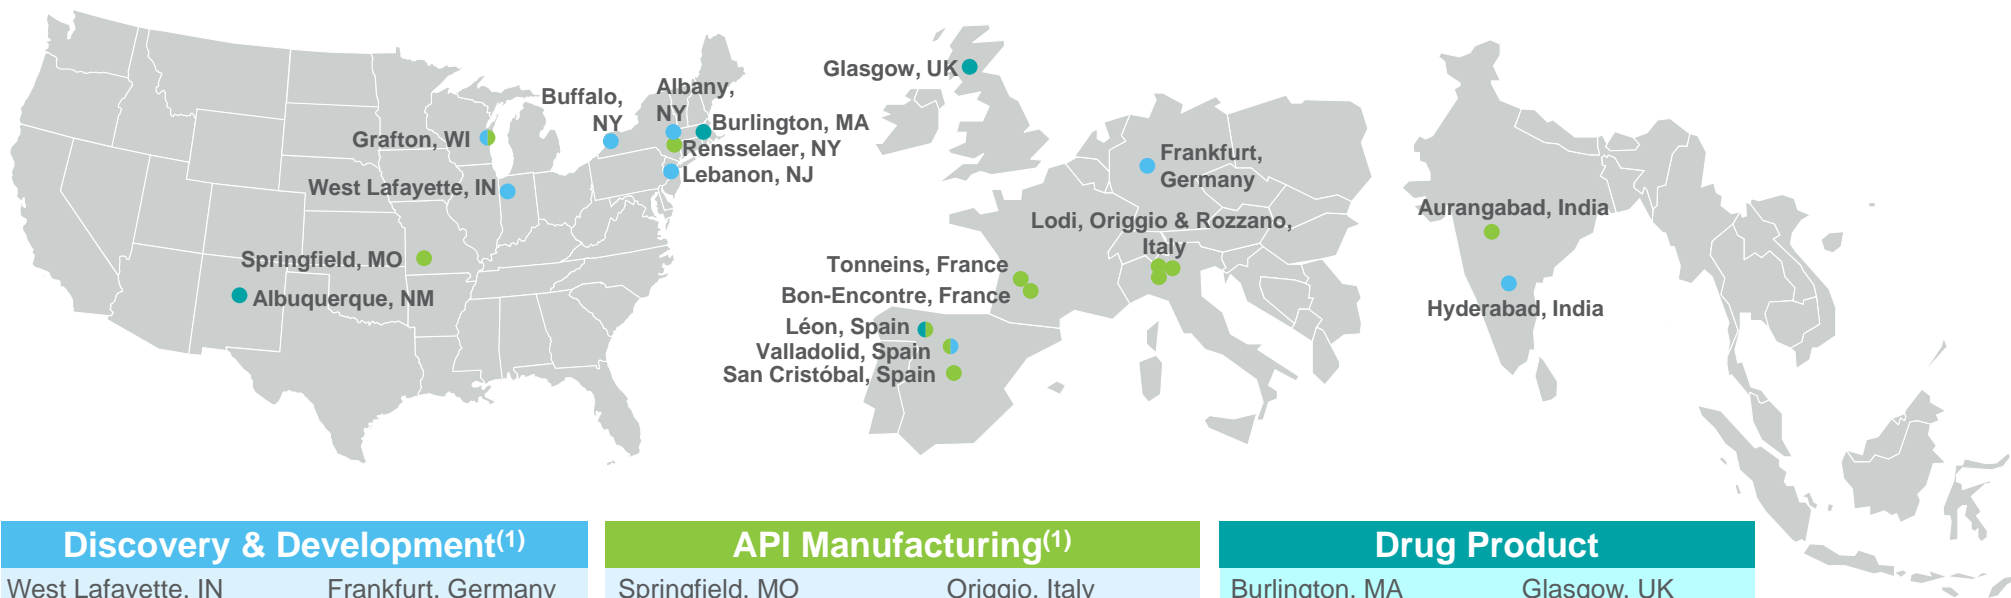 Glasgow, UK
Buffalo,
NY
Albany,
NY
Burlington, MA
Grafton, WI
Rensselaer, NY
Lebanon, NJ
West Lafayette, IN
Frankfurt,
Germany
Lodi, Origgio & Rozzano,
Italy
Aurangabad, India
Springfield, MO
Albuquerque, NM
Tonneins, France
Bon-Encontre, France
Hyderabad, India
Léon, Spain
Valladolid, Spain
San Cristóbal, Spain
Discovery & Development(1)
West Lafayette, IN Frankfurt, Germany
API Manufacturing(1)
Springfield, MO Origgio, Italy
Drug Product
Burlington, MA Glasgow, UK